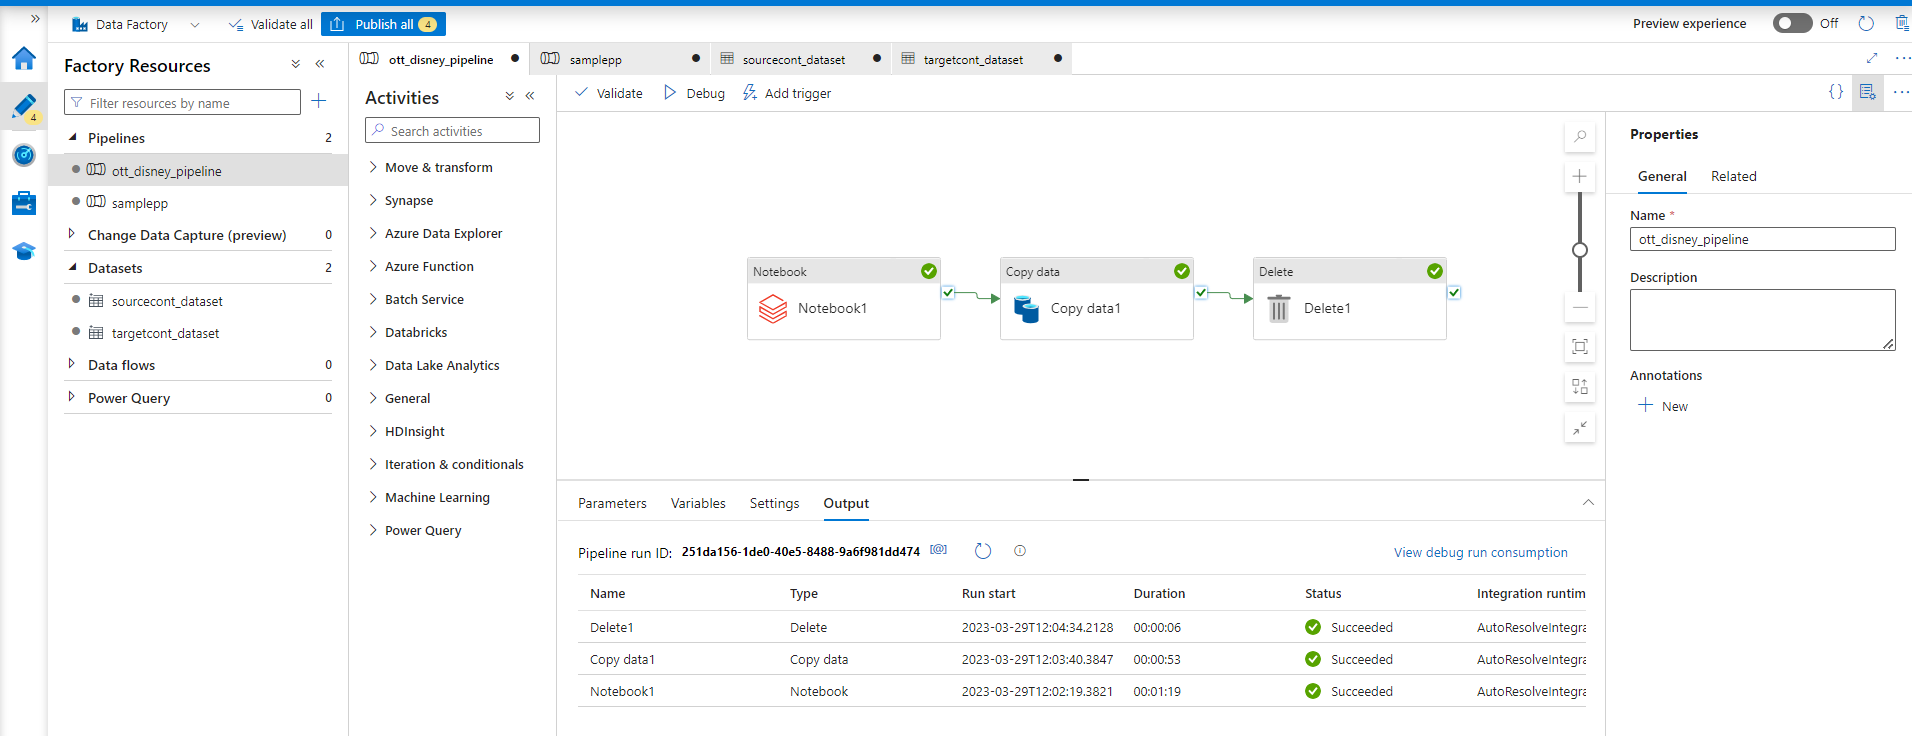 Data Factory
Validate all
Publish all 4
Preview experience
Off
4
Factory Resources
Filter resources by name
Pipelines 2
ott_disney_pipeline
samplepp
Change Data Capture (preview) 0
Datasets 2
sourcecont_dataset
targetcont_dataset
Data flows 0
Power Query 0
ott_disney_pipeline
samplepp
sourcecont_dataset
targetcont_dataset
Activities
Search activities
Move & transform
Synapse
Azure Data Explorer
Azure Function
Batch Service
Databricks
Data Lake Analytics
General
HDInsight
Iteration & conditionals
Machine Learning
Power Query
Validate
Debug
Add trigger
{}
Notebook
Notebook1
Copy data
Copy data1
Delete
Delete1
Parameters
Variables
Settings
Output
Pipeline run ID: 251da156-1de0-40e5-8488-9a6f981dd474 [@]
View debug run consumption
Name Type Run start Duration Status Integration runtim
Delete1 Delete 2023-03-29T12:04:34.2128 00:00:06 Succeeded AutoResolveIntegra
Copy data1 Copy data 2023-03-29T12:03:40.3847 00:00:53 Succeeded AutoResolveIntegra
Notebook1 Notebook 2023-03-29T12:02:19.3821 00:01:19 Succeeded AutoResolveIntegra
Properties
General
Related
Name *
ott_disney_pipeline
Description
Annotations
New